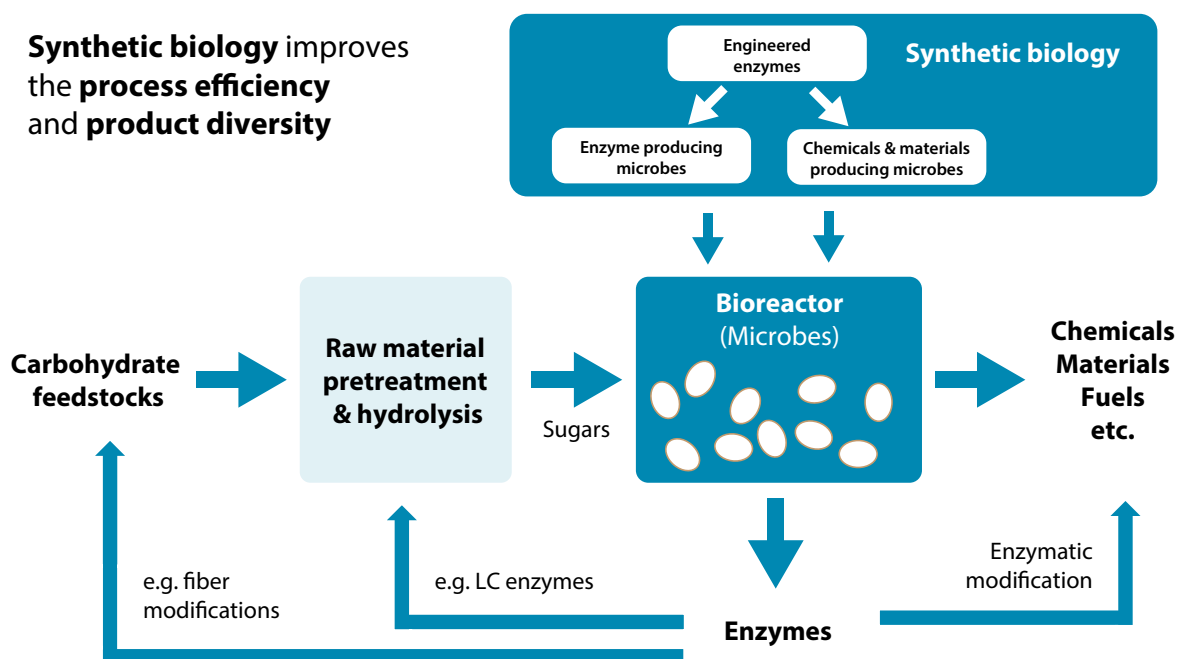 Synthetic biology improves
the process efficiency
and product diversity
Synthetic biology
Engineered
enzymes
Enzyme producing
microbes
Chemicals & materials
producing microbes
Carbohydrate
feedstocks
Raw material
pretreatment
& hydrolysis
Sugars
Bioreactor
(Microbes)
Chemicals
Materials
Fuels
etc.
e.g. fiber
modifications
e.g. LC enzymes
Enzymes
Enzymatic
modification